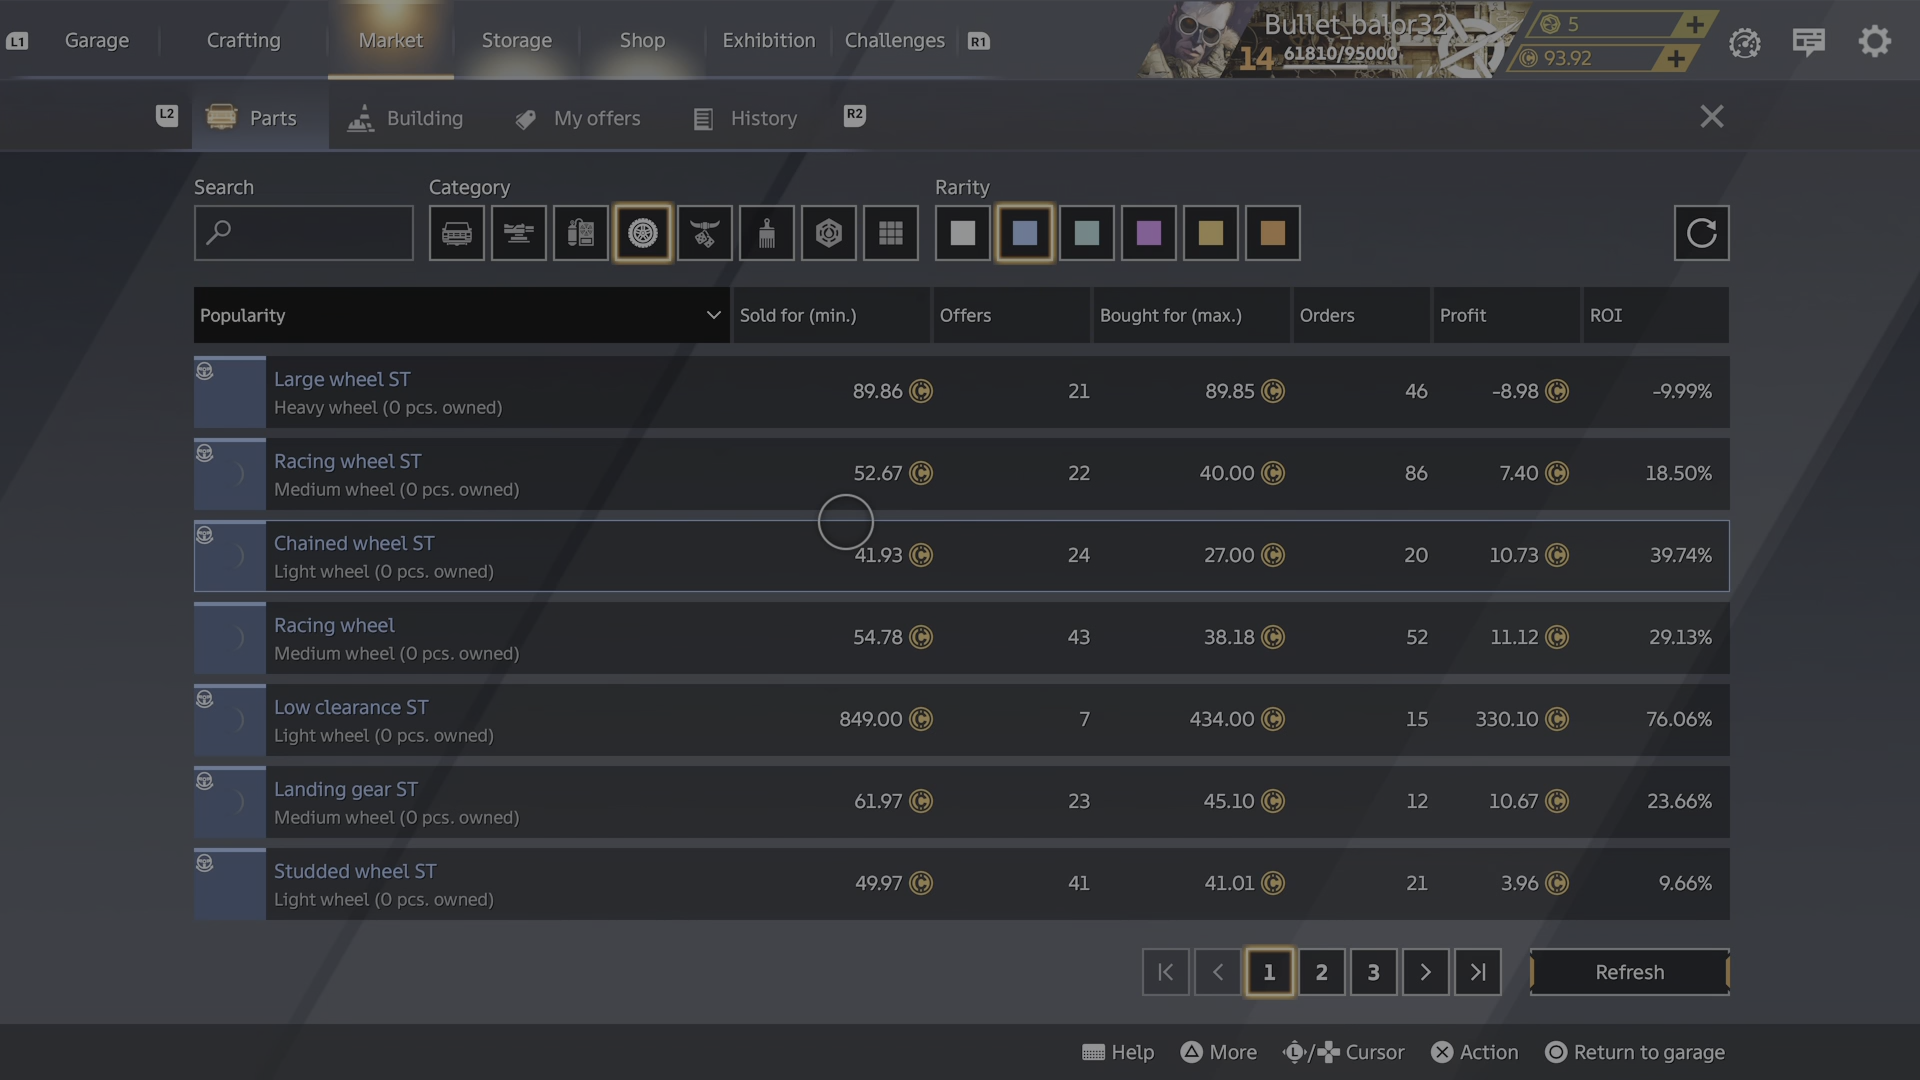 L1 Garage Crafting Market Storage Shop Exhibition Challenges R1
Bullet_balor32
14 61810/95000
5
93.92
L2 Parts Building My offers History R2
Search Category Rarity
Popularity Sold for (min.) Offers Bought for (max.) Orders Profit ROI
Large wheel ST
Heavy wheel (0 pcs. owned)
89.86 21 89.85 46 -8.98 -9.99%
Racing wheel ST
Medium wheel (0 pcs. owned)
52.67 22 40.00 86 7.40 18.50%
Chained wheel ST
Light wheel (0 pcs. owned)
41.93 24 27.00 20 10.73 39.74%
Racing wheel
Medium wheel (0 pcs. owned)
54.78 43 38.18 52 11.12 29.13%
Low clearance ST
Light wheel (0 pcs. owned)
849.00 7 434.00 15 330.10 76.06%
Landing gear ST
Medium wheel (0 pcs. owned)
61.97 23 45.10 12 10.67 23.66%
Studded wheel ST
Light wheel (0 pcs. owned)
49.97 41 41.01 21 3.96 9.66%
1 2 3 Refresh
Help More L/ Cursor Action Return to garage